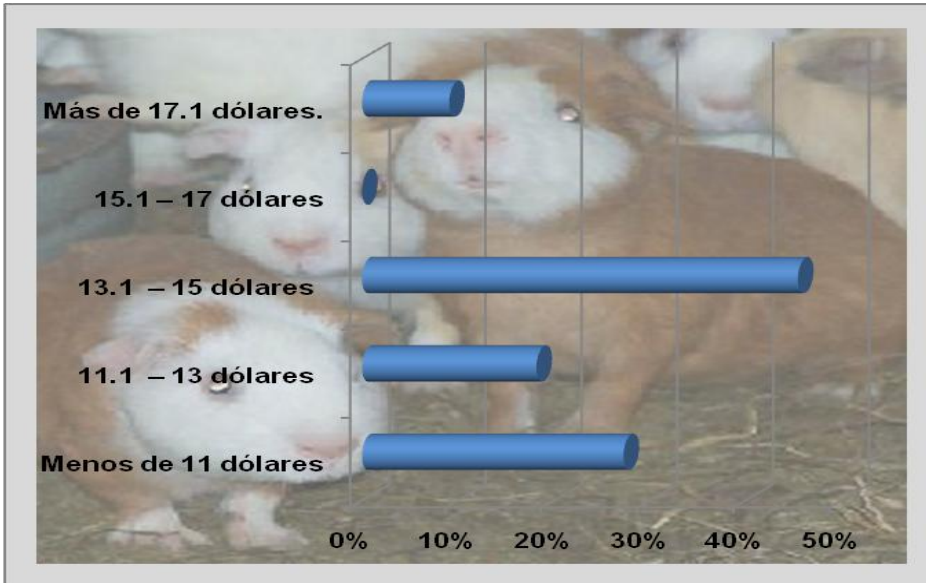 Más de 17.1 dólares.
15.1 – 17 dólares
13.1 – 15 dólares
11.1 – 13 dólares
Menos de 11 dólares
0% 10% 20% 30% 40% 50%